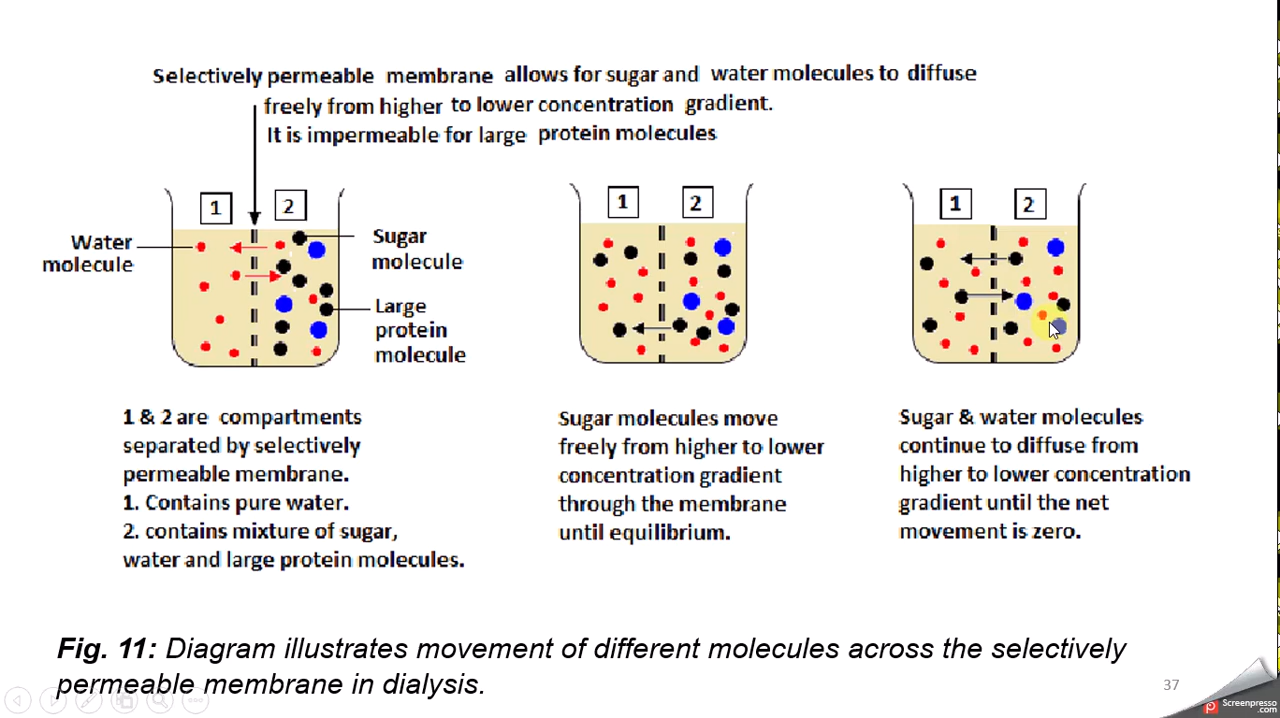 Selectively permeable membrane allows for sugar and water molecules to diffuse
freely from higher to lower concentration gradient.
It is impermeable for large protein molecules
1
2
Water
molecule
Sugar
molecule
Large
protein
molecule
1
2
1
2
1 & 2 are compartments
separated by selectively
permeable membrane.
1. Contains pure water.
2. contains mixture of sugar,
water and large protein molecules.
Sugar molecules move
freely from higher to lower
concentration gradient
through the membrane
until equilibrium.
Sugar & water molecules
continue to diffuse from
higher to lower concentration
gradient until the net
movement is zero.
Fig. 11: Diagram illustrates movement of different molecules across the selectively
permeable membrane in dialysis.
37
Screenpresso
.com